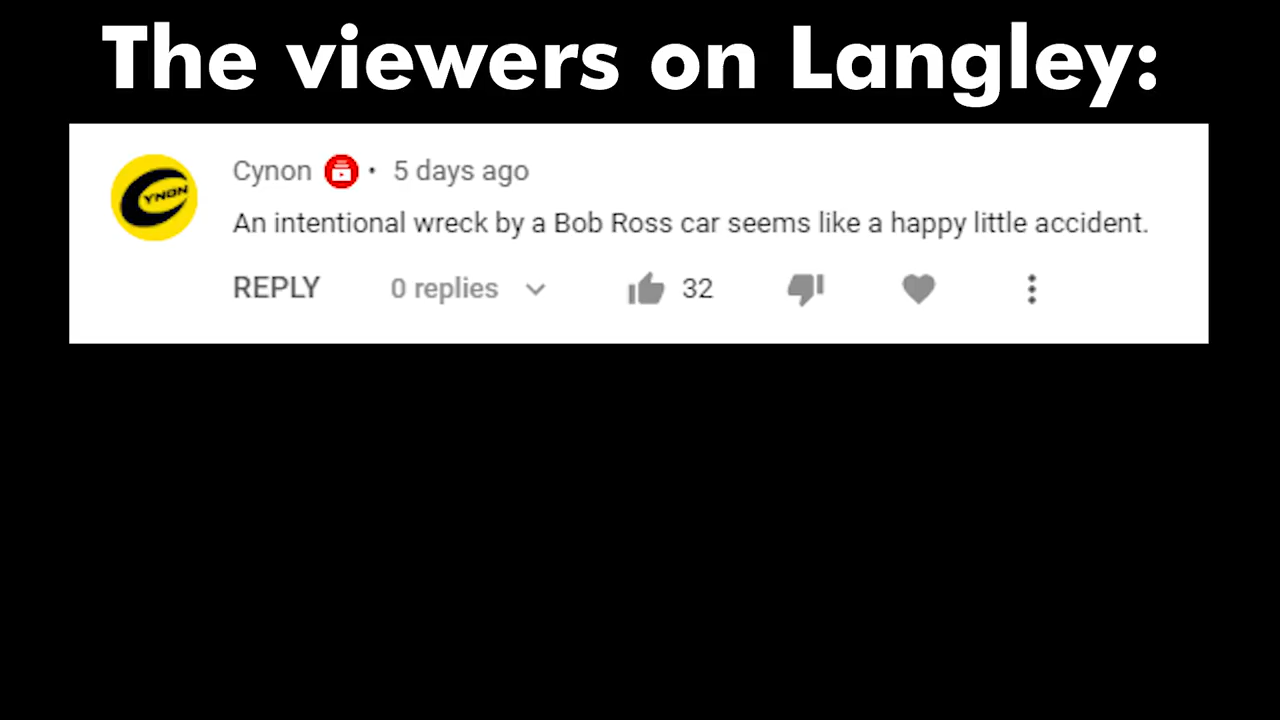 The viewers on Langley:
CYNON
Cynon • 5 days ago
An intentional wreck by a Bob Ross car seems like a happy little accident.
REPLY 0 replies 32